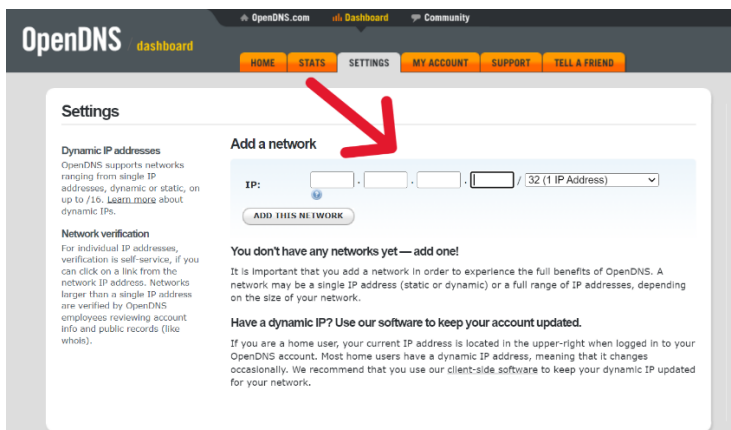 OpenDNS.com Dashboard Community
OpenDNS / dashboard
HOME STATS SETTINGS MY ACCOUNT SUPPORT TELL A FRIEND
Settings
Dynamic IP addresses
OpenDNS supports networks
ranging from single IP
addresses, dynamic or static, on
up to /16. Learn more about
dynamic IPs.
Network verification
For individual IP addresses,
verification is self-service, if you
can click on a link from the
network IP address. Networks
larger than a single IP address
are verified by OpenDNS
employees reviewing account
info and public records (like
whois).
Add a network
IP: . . . / 32 (1 IP Address)
?
ADD THIS NETWORK
You don't have any networks yet — add one!
It is important that you add a network in order to experience the full benefits of OpenDNS. A
network may be a single IP address (static or dynamic) or a full range of IP addresses, depending
on the size of your network.
Have a dynamic IP? Use our software to keep your account updated.
If you are a home user, your current IP address is located in the upper-right when logged in to your
OpenDNS account. Most home users have a dynamic IP address, meaning that it changes
occasionally. We recommend that you use our client-side software to keep your dynamic IP updated
for your network.